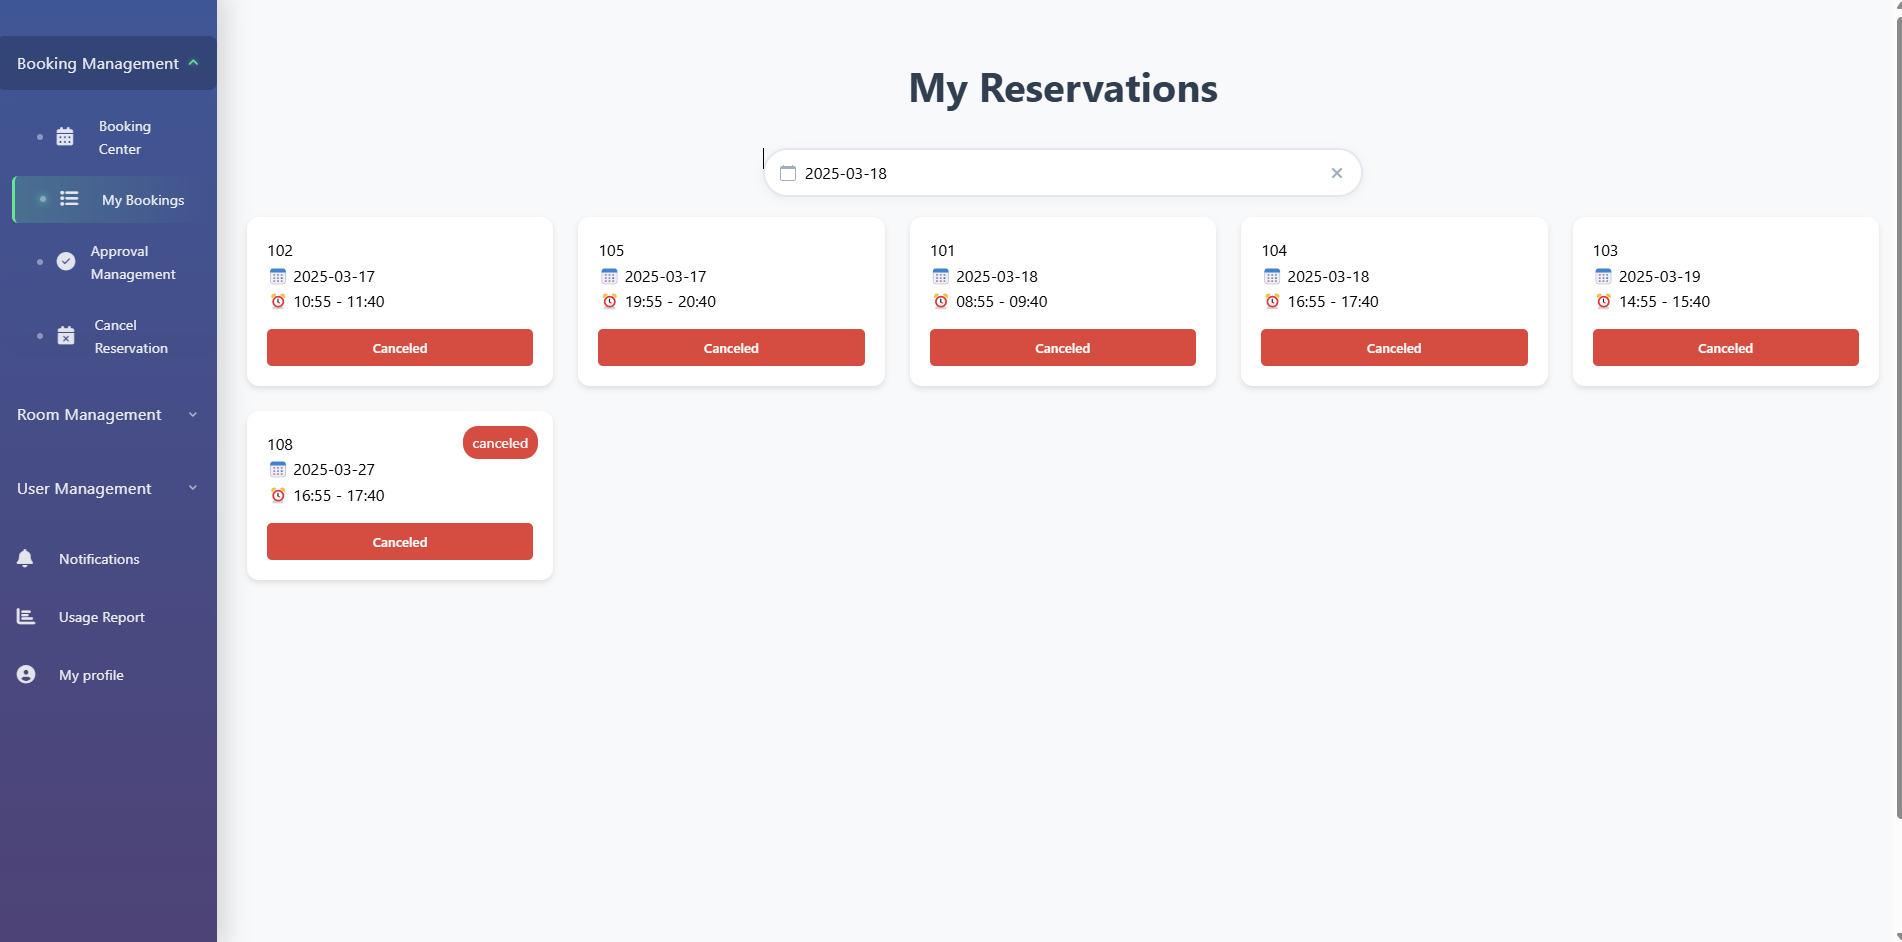 Booking Management
Booking
Center
My Bookings
Approval
Management
Cancel
Reservation
Room Management
User Management
Notifications
Usage Report
My profile
My Reservations
2025-03-18
102
2025-03-17
10:55 - 11:40
Canceled
105
2025-03-17
19:55 - 20:40
Canceled
101
2025-03-18
08:55 - 09:40
Canceled
104
2025-03-18
16:55 - 17:40
Canceled
103
2025-03-19
14:55 - 15:40
Canceled
108
canceled
2025-03-27
16:55 - 17:40
Canceled